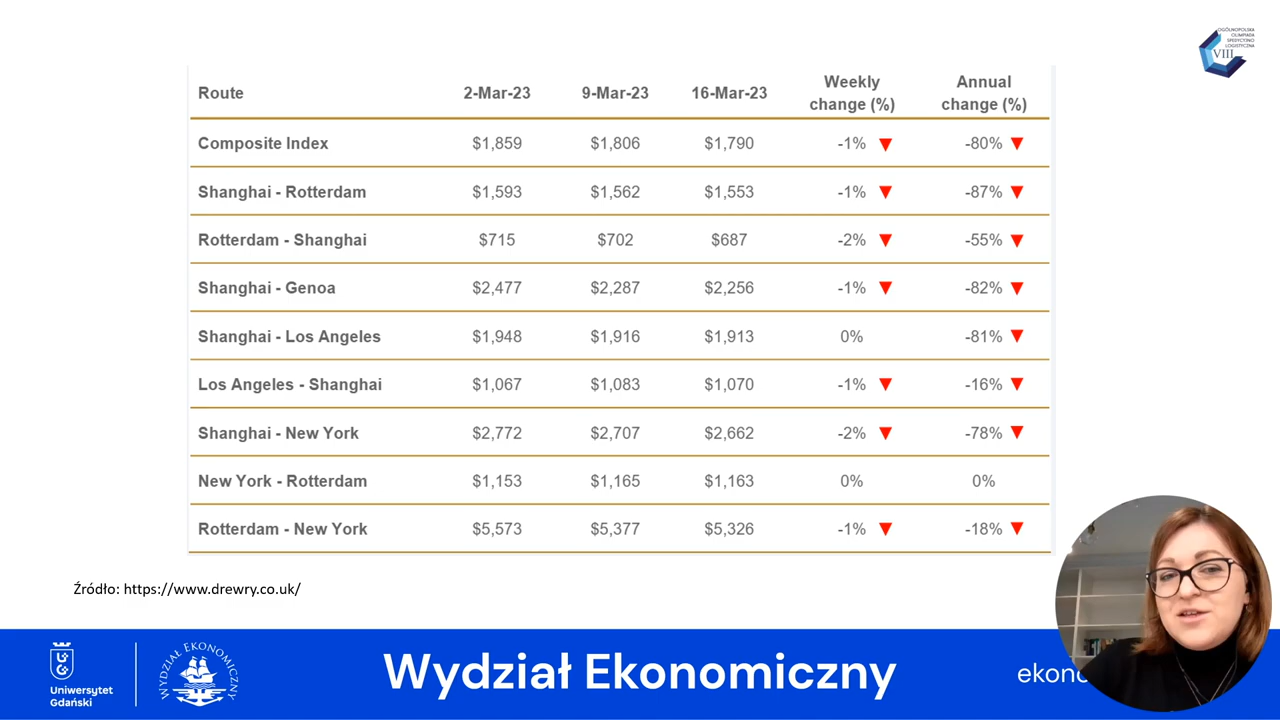 OGÓLNOPOLSKA
OLIMPIADA
SPEDYCYJNO
LOGISTYCZNA
VIII
Route 2-Mar-23 9-Mar-23 16-Mar-23 Weekly change (%) Annual change (%)
Composite Index $1,859 $1,806 $1,790 -1% ▼ -80% ▼
Shanghai - Rotterdam $1,593 $1,562 $1,553 -1% ▼ -87% ▼
Rotterdam - Shanghai $715 $702 $687 -2% ▼ -55% ▼
Shanghai - Genoa $2,477 $2,287 $2,256 -1% ▼ -82% ▼
Shanghai - Los Angeles $1,948 $1,916 $1,913 0% -81% ▼
Los Angeles - Shanghai $1,067 $1,083 $1,070 -1% ▼ -16% ▼
Shanghai - New York $2,772 $2,707 $2,662 -2% ▼ -78% ▼
New York - Rotterdam $1,153 $1,165 $1,163 0% 0%
Rotterdam - New York $5,573 $5,377 $5,326 -1% ▼ -18% ▼
Źródło: https://www.drewry.co.uk/
Uniwersytet
Gdański
WYDZIAŁ EKONOMICZNY
Wydział Ekonomiczny